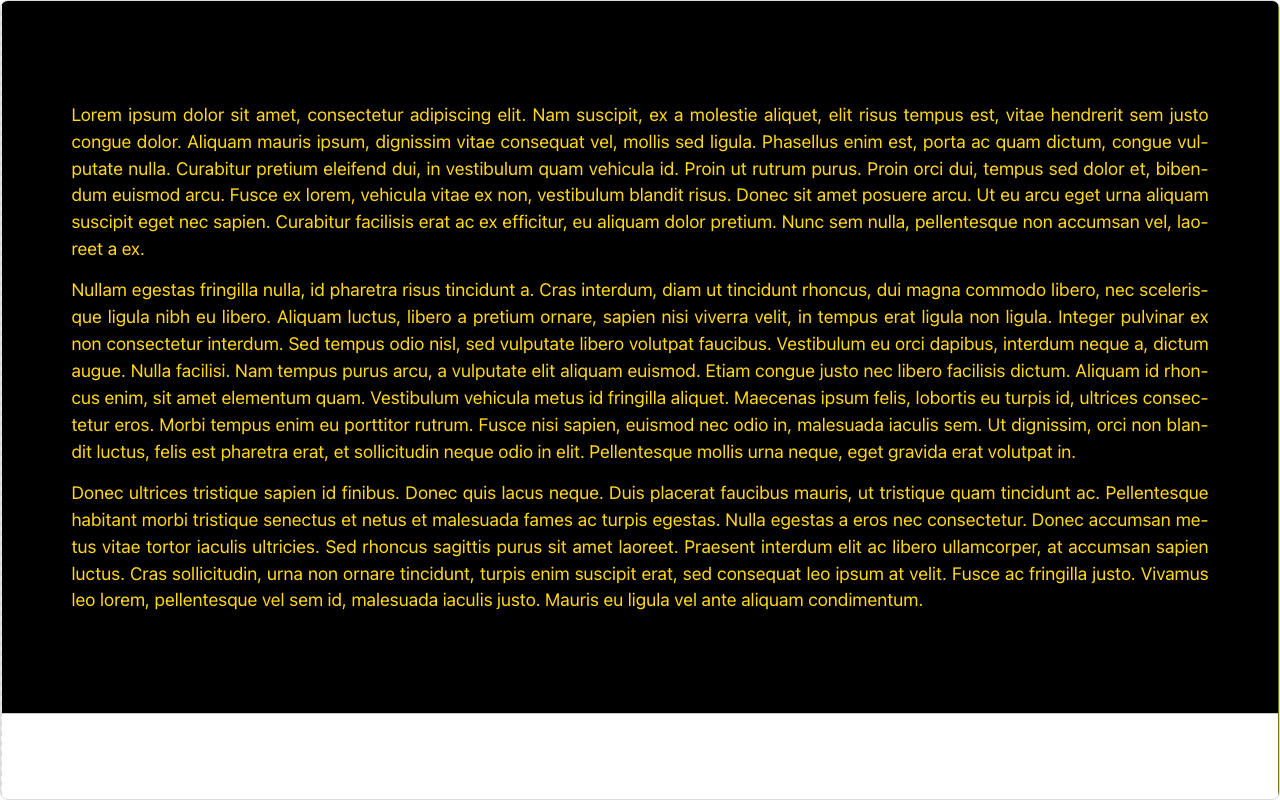 Lorem ipsum dolor sit amet, consectetur adipiscing elit. Nam suscipit, ex a molestie aliquet, elit risus tempus est, vitae hendrerit sem justo
congue dolor. Aliquam mauris ipsum, dignissim vitae consequat vel, mollis sed ligula. Phasellus enim est, porta ac quam dictum, congue vul-
putate nulla. Curabitur pretium eleifend dui, in vestibulum quam vehicula id. Proin ut rutrum purus. Proin orci dui, tempus sed dolor et, biben-
dum euismod arcu. Fusce ex lorem, vehicula vitae ex non, vestibulum blandit risus. Donec sit amet posuere arcu. Ut eu arcu eget urna aliquam
suscipit eget nec sapien. Curabitur facilisis erat ac ex efficitur, eu aliquam dolor pretium. Nunc sem nulla, pellentesque non accumsan vel, lao-
reet a ex.
Nullam egestas fringilla nulla, id pharetra risus tincidunt a. Cras interdum, diam ut tincidunt rhoncus, dui magna commodo libero, nec sceleris-
que ligula nibh eu libero. Aliquam luctus, libero a pretium ornare, sapien nisi viverra velit, in tempus erat ligula non ligula. Integer pulvinar ex
non consectetur interdum. Sed tempus odio nisl, sed vulputate libero volutpat faucibus. Vestibulum eu orci dapibus, interdum neque a, dictum
augue. Nulla facilisi. Nam tempus purus arcu, a vulputate elit aliquam euismod. Etiam congue justo nec libero facilisis dictum. Aliquam id rhon-
cus enim, sit amet elementum quam. Vestibulum vehicula metus id fringilla aliquet. Maecenas ipsum felis, lobortis eu turpis id, ultrices consec-
tetur eros. Morbi tempus enim eu porttitor rutrum. Fusce nisi sapien, euismod nec odio in, malesuada iaculis sem. Ut dignissim, orci non blan-
dit luctus, felis est pharetra erat, et sollicitudin neque odio in elit. Pellentesque mollis urna neque, eget gravida erat volutpat in.
Donec ultrices tristique sapien id finibus. Donec quis lacus neque. Duis placerat faucibus mauris, ut tristique quam tincidunt ac. Pellentesque
habitant morbi tristique senectus et netus et malesuada fames ac turpis egestas. Nulla egestas a eros nec consectetur. Donec accumsan me-
tus vitae tortor iaculis ultricies. Sed rhoncus sagittis purus sit amet laoreet. Praesent interdum elit ac libero ullamcorper, at accumsan sapien
luctus. Cras sollicitudin, urna non ornare tincidunt, turpis enim suscipit erat, sed consequat leo ipsum at velit. Fusce ac fringilla justo. Vivamus
leo lorem, pellentesque vel sem id, malesuada iaculis justo. Mauris eu ligula vel ante aliquam condimentum.